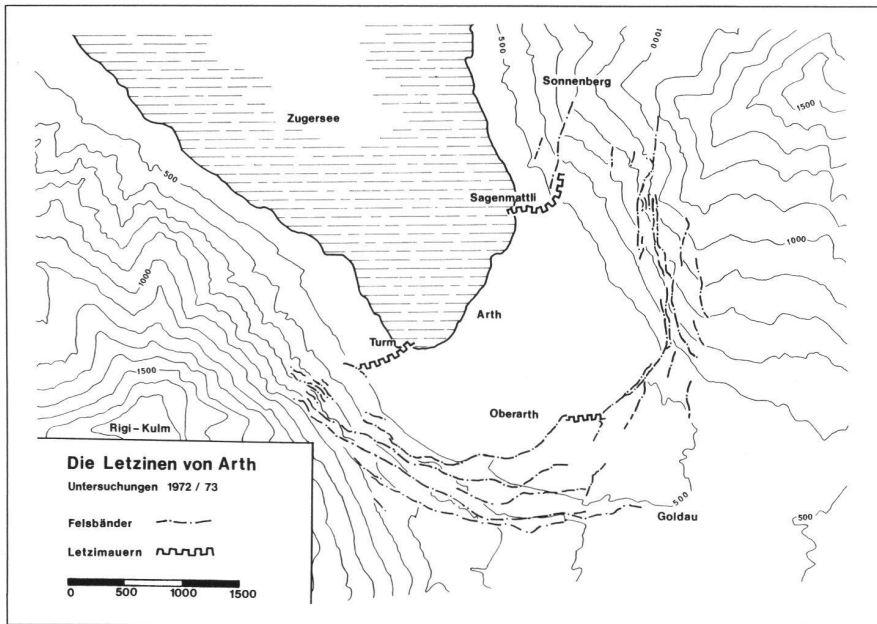 500
1000
Sonnenberg
1500
Zugersee
500
Sagenmattli
1000
1000
Arth
Turm
1500
Oberarth
Rigi – Kulm
Die Letzinen von Arth
Untersuchungen 1972 / 73
500
Goldau
500
Felsbänder
Letzimauern
0 500 1000 1500